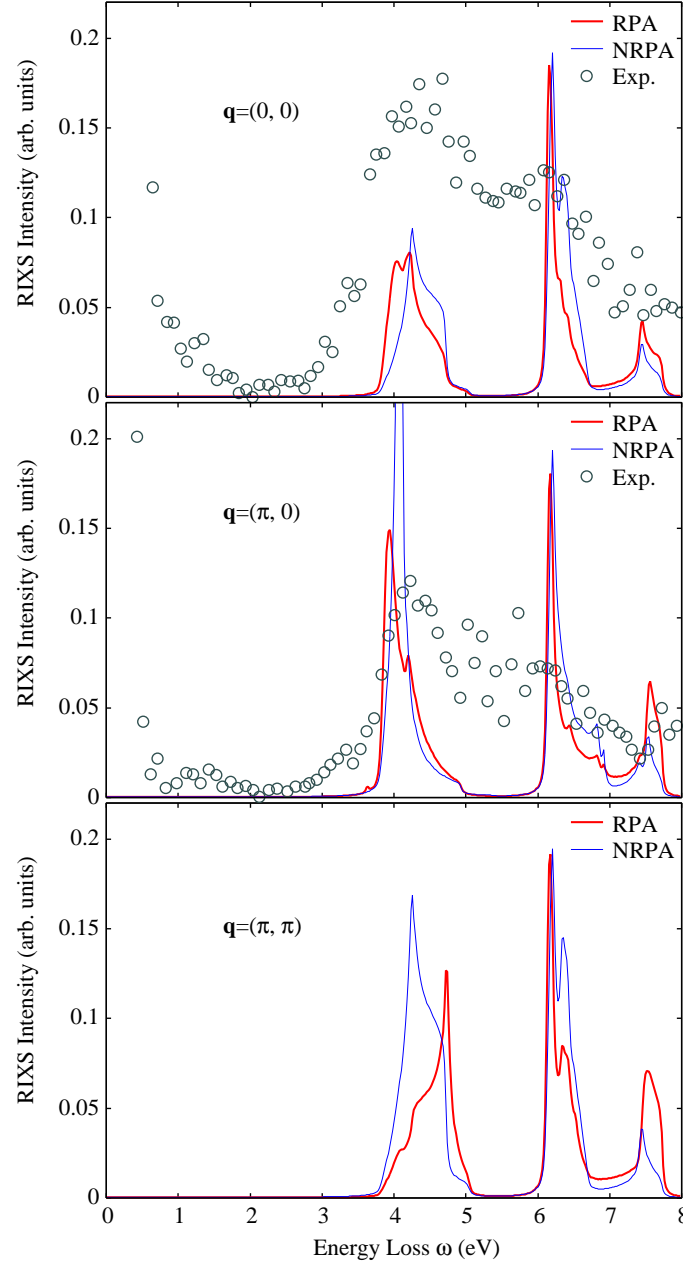 RIXS Intensity (arb. units)
0.2
0.15
0.1
0.05
0
q=(0, 0)
RPA
NRPA
Exp.
RIXS Intensity (arb. units)
0.2
0.15
0.1
0.05
0
q=(π, 0)
RPA
NRPA
Exp.
RIXS Intensity (arb. units)
0.2
0.15
0.1
0.05
0
q=(π, π)
RPA
NRPA
0 1 2 3 4 5 6 7 8
Energy Loss ω (eV)